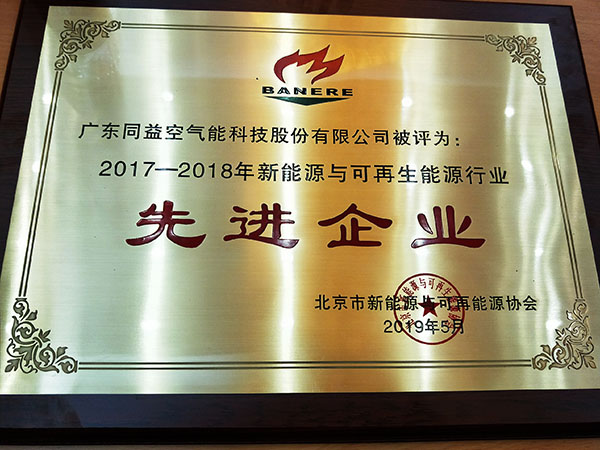 BANERE
广东同益空气能科技股份有限公司被评为：
2017—2018年新能源与可再生能源行业
先进企业
北京市新能源与可再能源协会
2019年5月